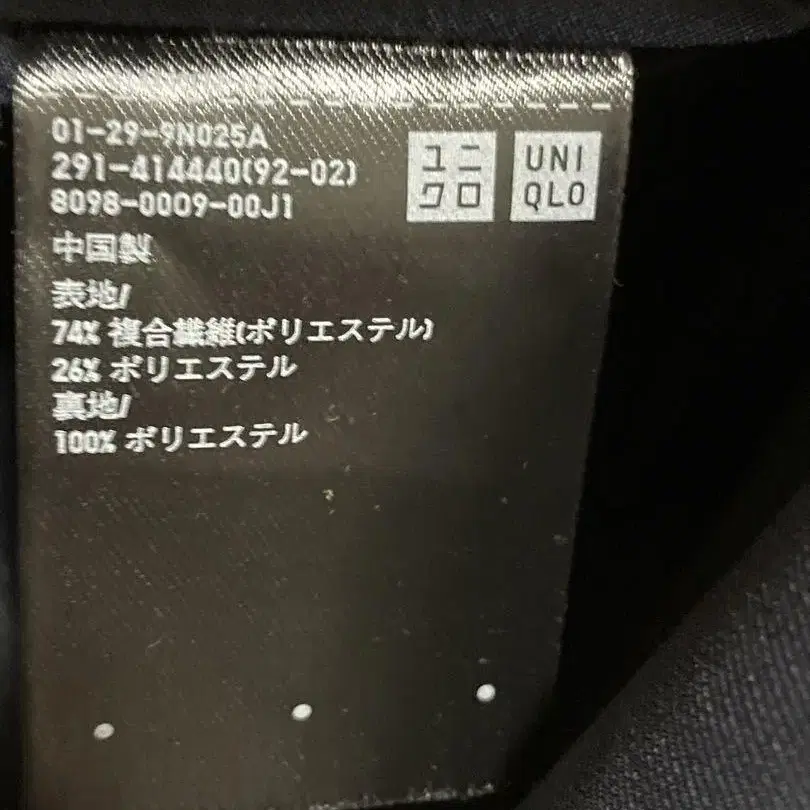 01-29-9N025A
291-414440(92-02)
8098-0009-00J1
ユニ
クロ
UNI
QLO
中国製
表地/
74% 複合繊維(ポリエステル)
26% ポリエステル
裏地/
100% ポリエステル